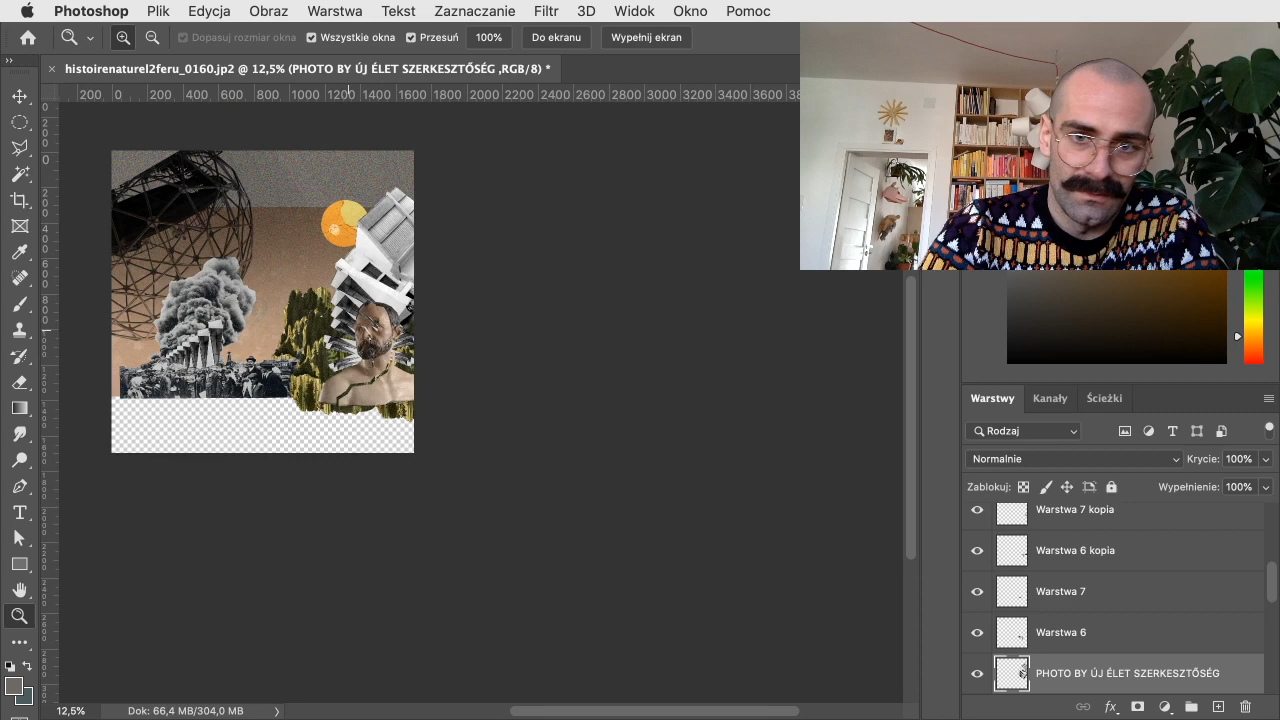 Photoshop Plik Edycja Obraz Warstwa Tekst Zaznaczanie Filtr 3D Widok Okno Pomoc
Dopasuj rozmiar okna Wszystkie okna Przesuń 100% Do ekranu Wypełnij ekran
histoirenaturel2feru_0160.jp2 @ 12,5% (PHOTO BY ÚJ ÉLET SZERKESZTŐSÉG ,RGB/8) *
200 0 200 400 600 800 1000 1200 1400 1600 1800 2000 2200 2400 2600 2800 3000 3200 3400 3600 38
Warstwy Kanały Ścieżki
Rodzaj
Normalnie Krycie: 100%
Zablokuj: Wypełnienie: 100%
Warstwa 7 kopia
Warstwa 6 kopia
Warstwa 7
Warstwa 6
PHOTO BY ÚJ ÉLET SZERKESZTŐSÉG
fx
12,5% Dok: 66,4 MB/304,0 MB